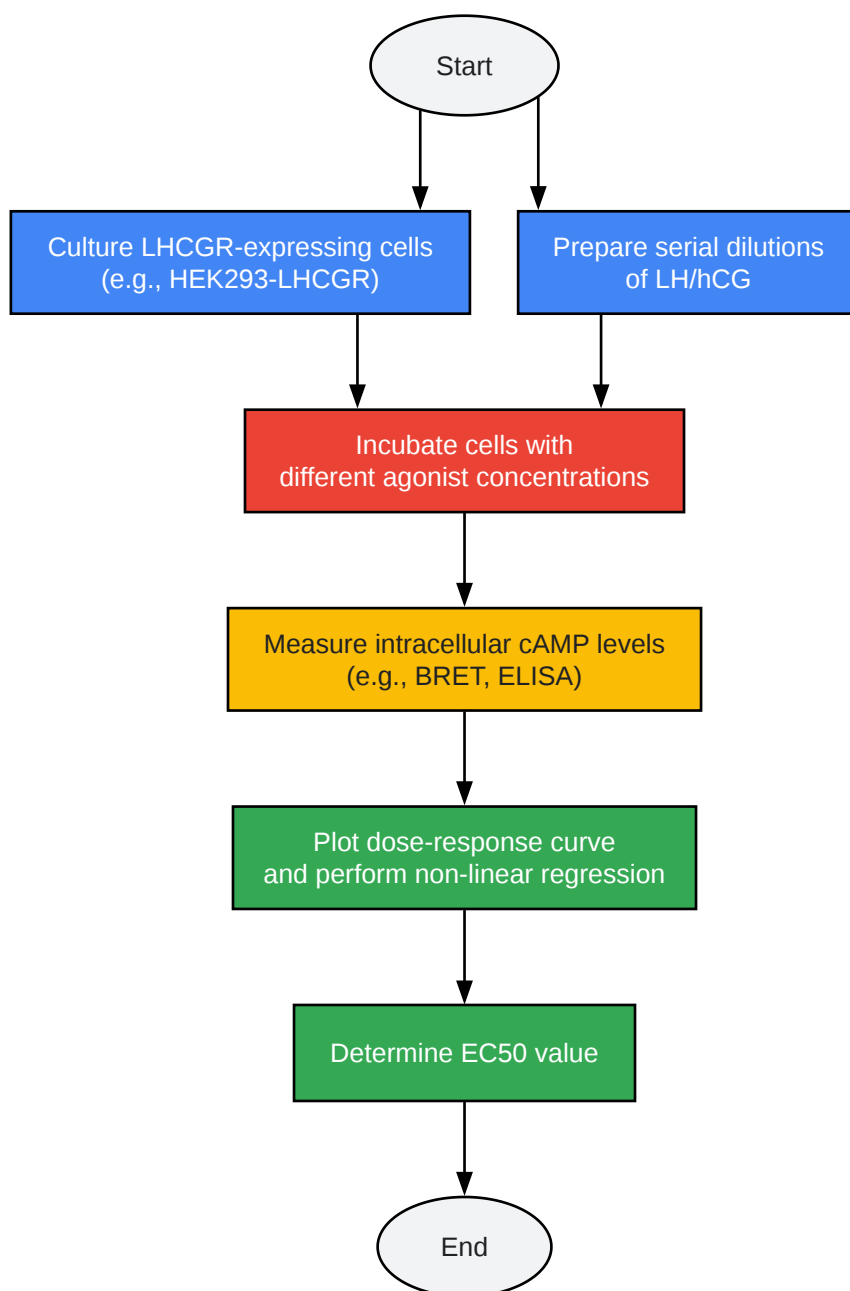 Start
Culture LHCGR-expressing cells
(e.g., HEK293-LHCGR)
Prepare serial dilutions
of LH/hCG
Incubate cells with
different agonist concentrations
Measure intracellular cAMP levels
(e.g., BRET, ELISA)
Plot dose-response curve
and perform non-linear regression
Determine EC50 value
End